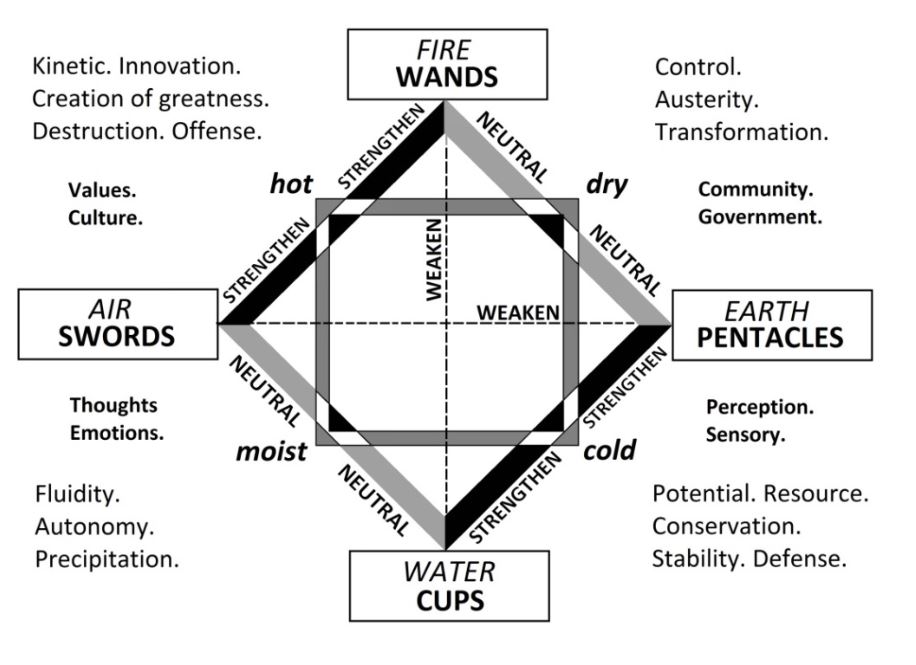 FIRE
WANDS
Kinetic. Innovation.
Creation of greatness.
Destruction. Offense.
Control.
Austerity.
Transformation.
STRENGTHEN
NEUTRAL
hot
dry
Values.
Culture.
Community.
Government.
STRENGTHEN
WEAKEN
NEUTRAL
AIR
SWORDS
WEAKEN
EARTH
PENTACLES
NEUTRAL
STRENGTHEN
Thoughts
Emotions.
Perception.
Sensory.
moist
cold
NEUTRAL
STRENGTHEN
Fluidity.
Autonomy.
Precipitation.
Potential. Resource.
Conservation.
Stability. Defense.
WATER
CUPS